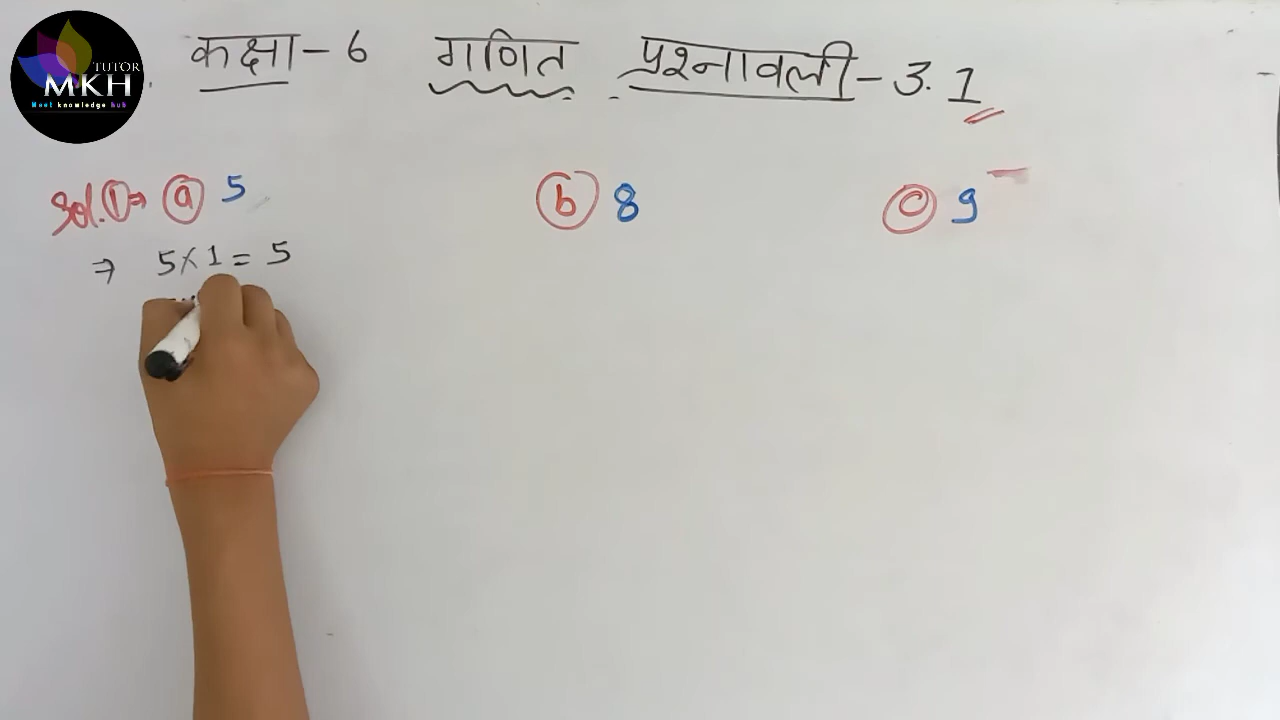 TUTOR
MKH
Meet knowledge hub
कक्षा - 6 गणित प्रश्नावली - 3.1
Sol. ① ⇒ ⓐ 5 ⓑ 8 ⓒ 9
⇒ 5 × 1 = 5